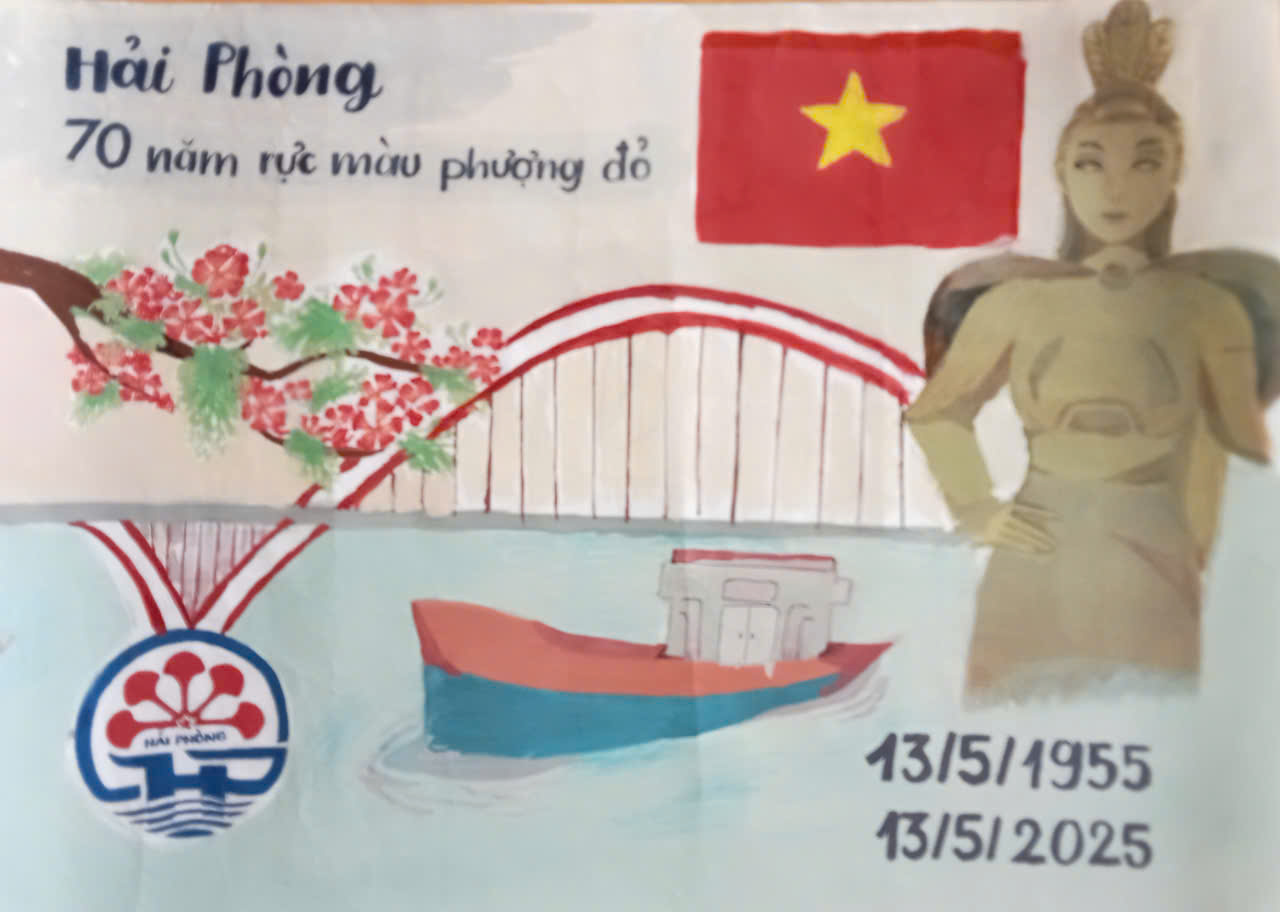 Hải Phòng
70 năm rực màu phượng đỏ
HẢI PHÒNG
13/5/1955
13/5/2025